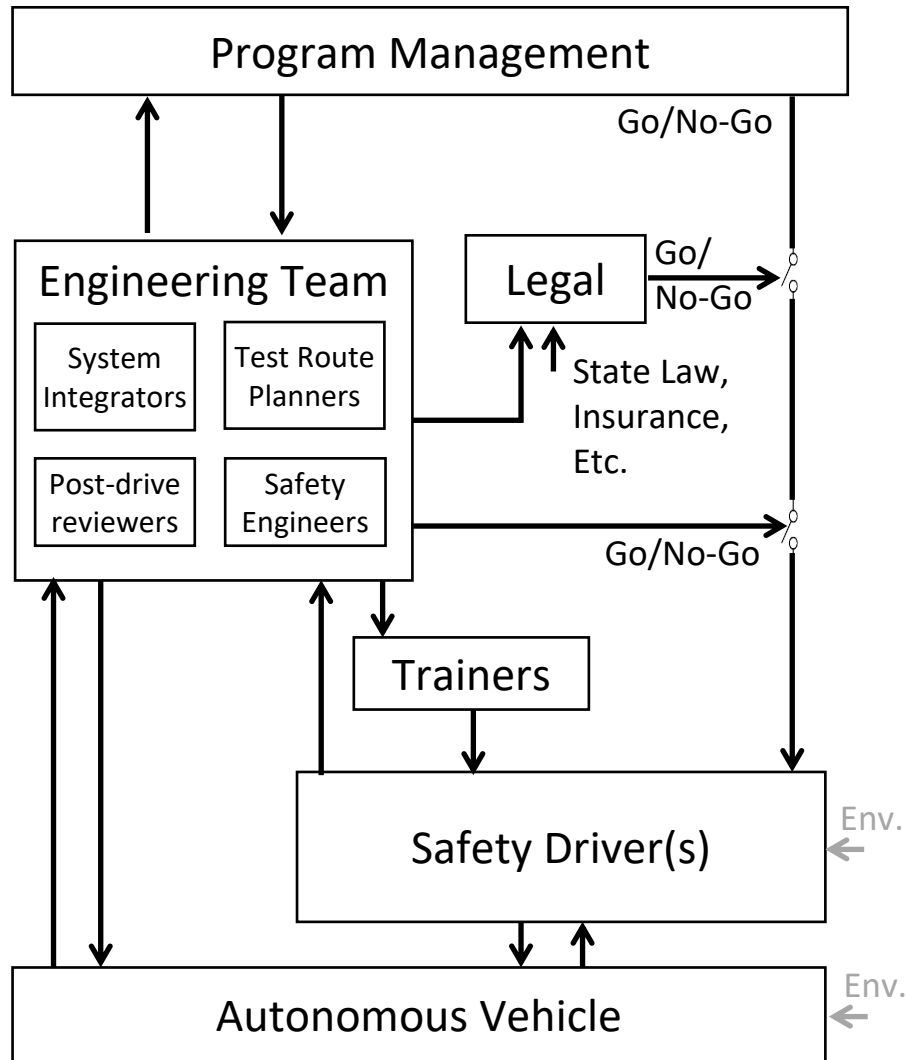 Program Management
Go/No-Go
Engineering Team
Legal
Go/
No-Go
System
Integrators
Test Route
Planners
State Law,
Insurance,
Etc.
Post-drive
reviewers
Safety
Engineers
Go/No-Go
Trainers
Safety Driver(s)
Env.
Autonomous Vehicle
Env.